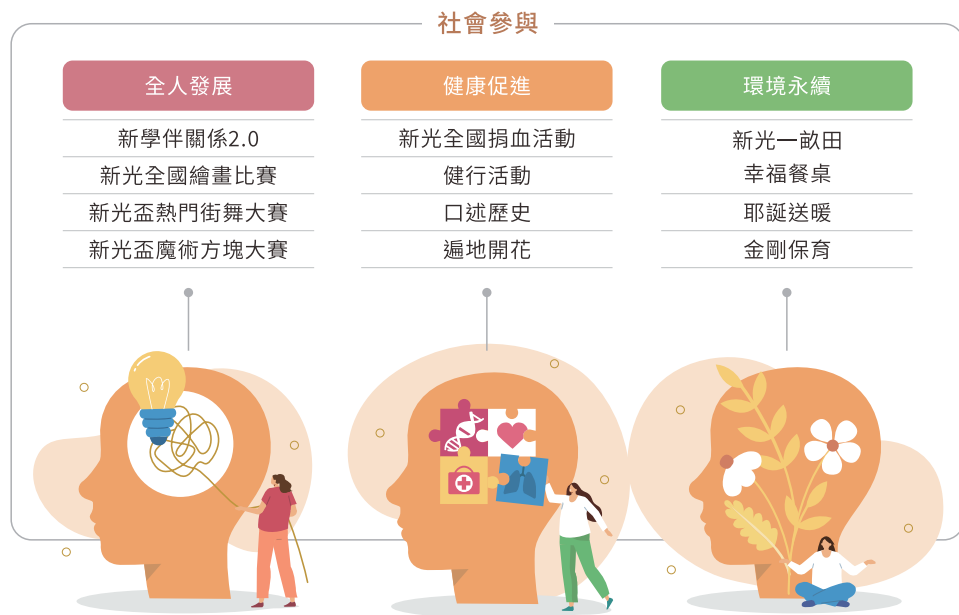 社會參與
全人發展
新學伴關係2.0
新光全國繪畫比賽
新光盃熱門街舞大賽
新光盃魔術方塊大賽
健康促進
新光全國捐血活動
健行活動
口述歷史
遍地開花
環境永續
新光一畝田
幸福餐桌
耶誕送暖
金剛保育